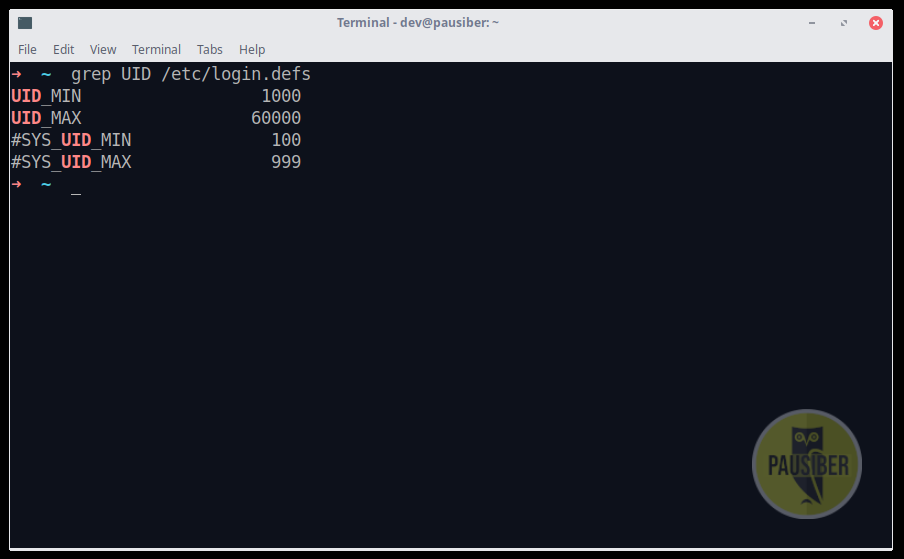 Terminal - dev@pausiber: ~
File Edit View Terminal Tabs Help
➜ ~ grep UID /etc/login.defs
UID_MIN 1000
UID_MAX 60000
#SYS_UID_MIN 100
#SYS_UID_MAX 999
➜ ~ _
PAUSIBER